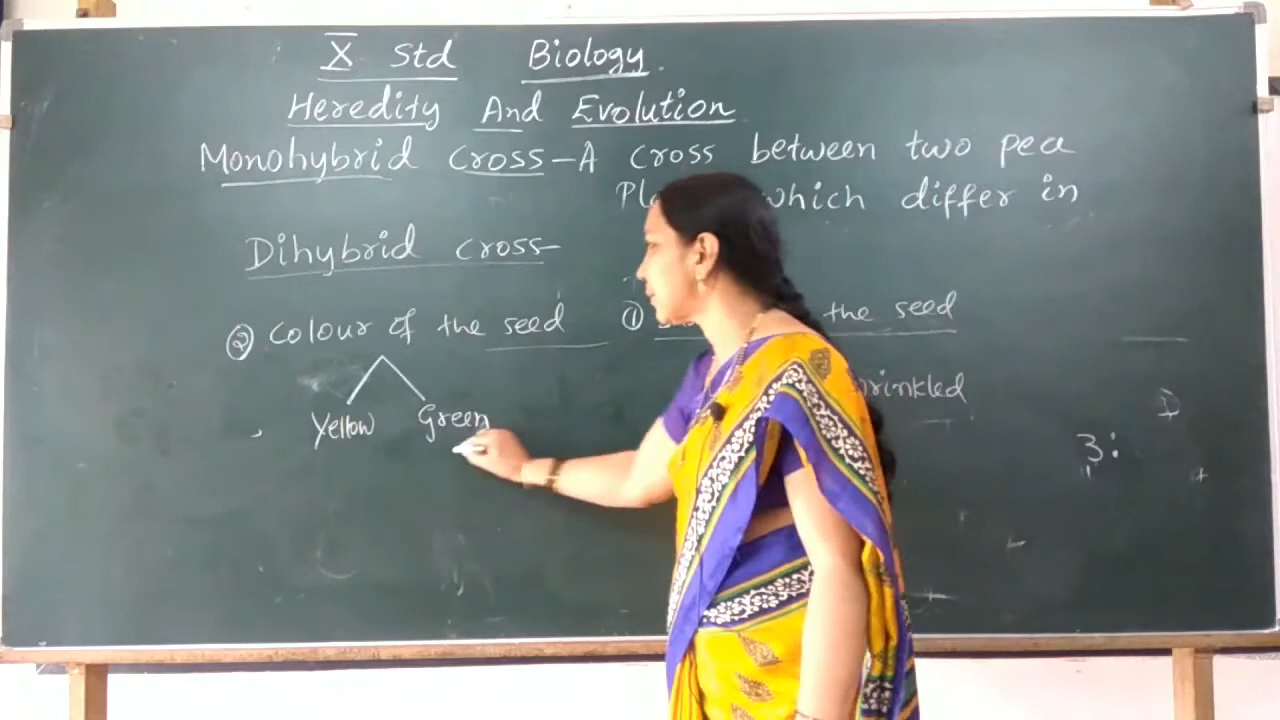 X Std Biology.
Heredity And Evolution
Monohybrid Cross - A cross between two pea
which differ in
Dihybrid cross-
② Colour of the seed ① the seed
Yellow Green
3:
D